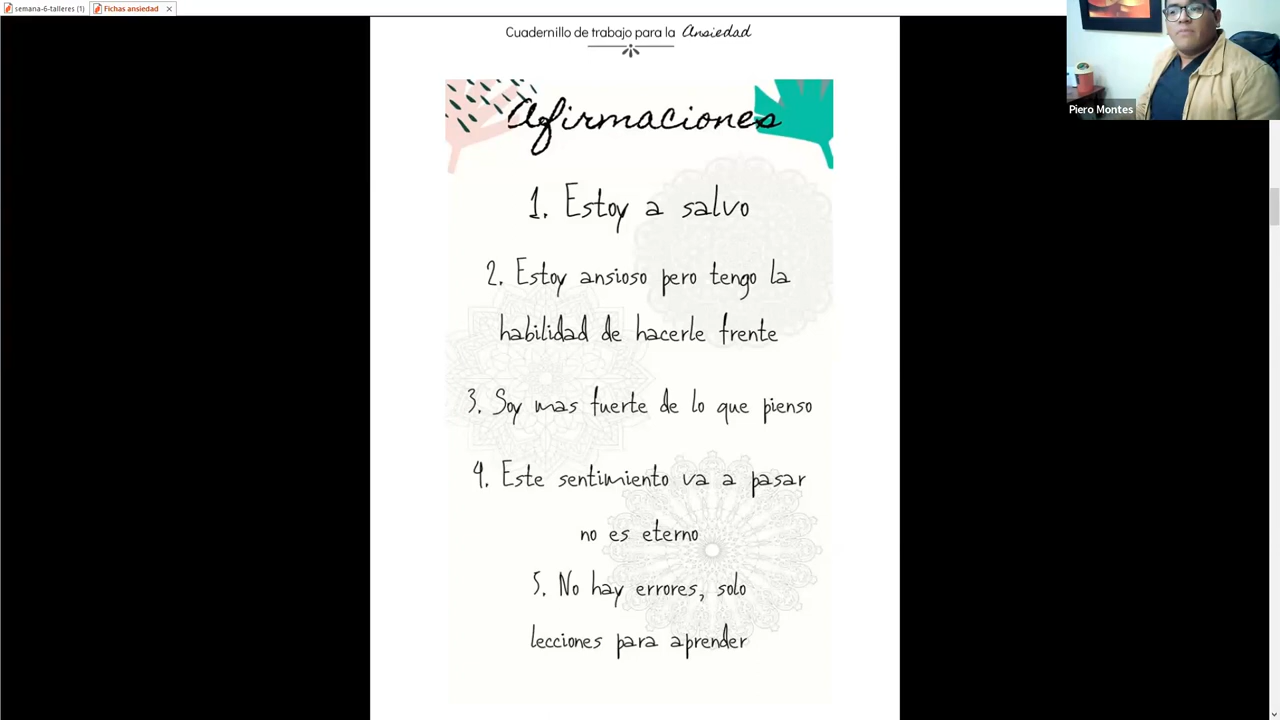 semana-6-talleres (1)
Fichas ansiedad
Cuadernillo de trabajo para la Ansiedad
Afirmaciones
1. Estoy a salvo
2. Estoy ansioso pero tengo la
habilidad de hacerle frente
3. Soy mas fuerte de lo que pienso
4. Este sentimiento va a pasar
no es eterno
5. No hay errores, solo
lecciones para aprender
Piero Montes